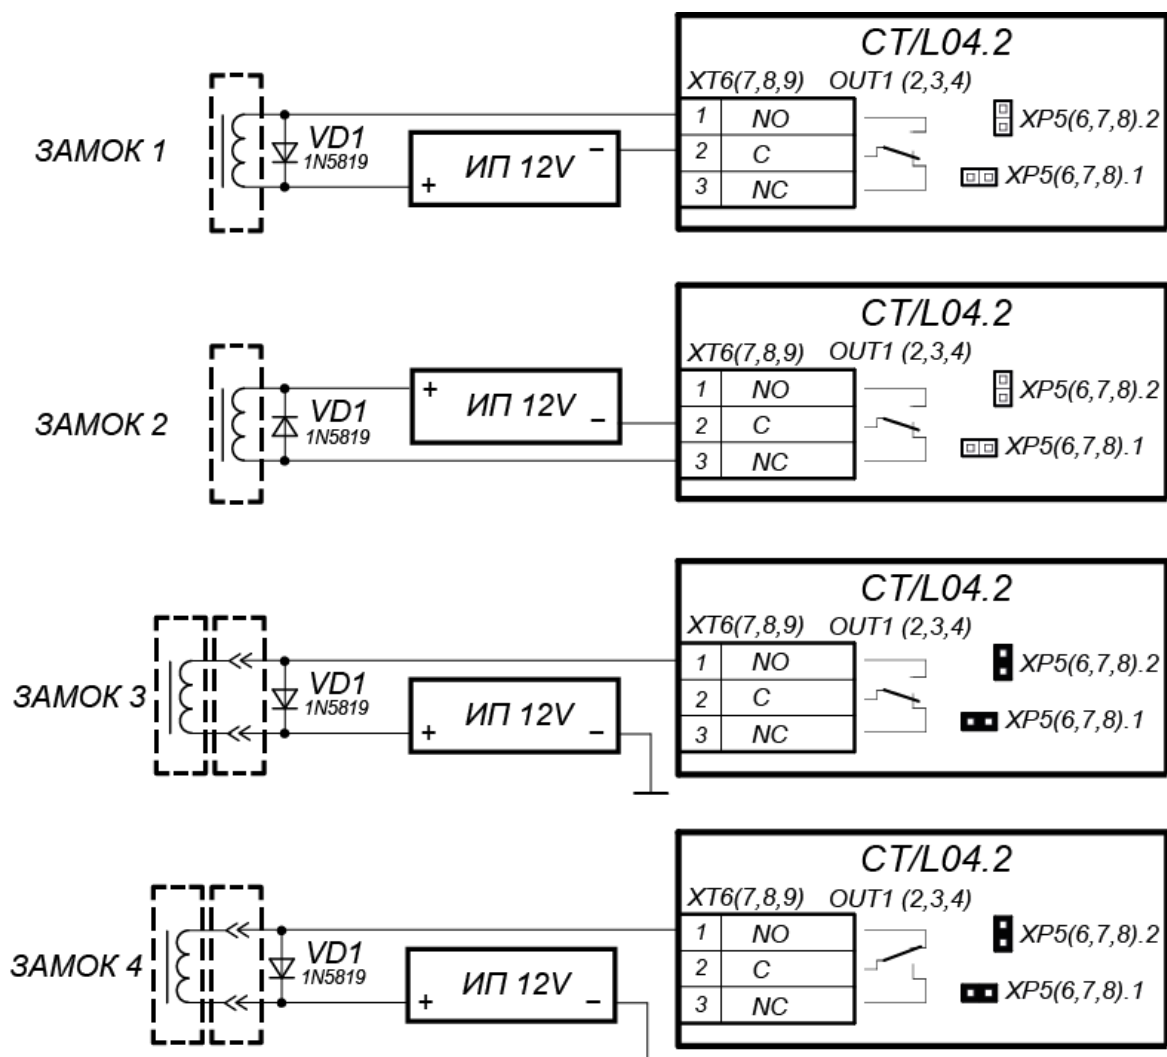 CT/L04.2
XT6(7,8,9) OUT1 (2,3,4)
ЗАМОК 1
VD1
1N5819
ИП 12V
+ −
1 NO
2 C
3 NC
XP5(6,7,8).2
XP5(6,7,8).1
CT/L04.2
XT6(7,8,9) OUT1 (2,3,4)
ЗАМОК 2
VD1
1N5819
ИП 12V
+ −
1 NO
2 C
3 NC
XP5(6,7,8).2
XP5(6,7,8).1
CT/L04.2
XT6(7,8,9) OUT1 (2,3,4)
ЗАМОК 3
VD1
1N5819
ИП 12V
+ −
1 NO
2 C
3 NC
XP5(6,7,8).2
XP5(6,7,8).1
CT/L04.2
XT6(7,8,9) OUT1 (2,3,4)
ЗАМОК 4
VD1
1N5819
ИП 12V
+ −
1 NO
2 C
3 NC
XP5(6,7,8).2
XP5(6,7,8).1